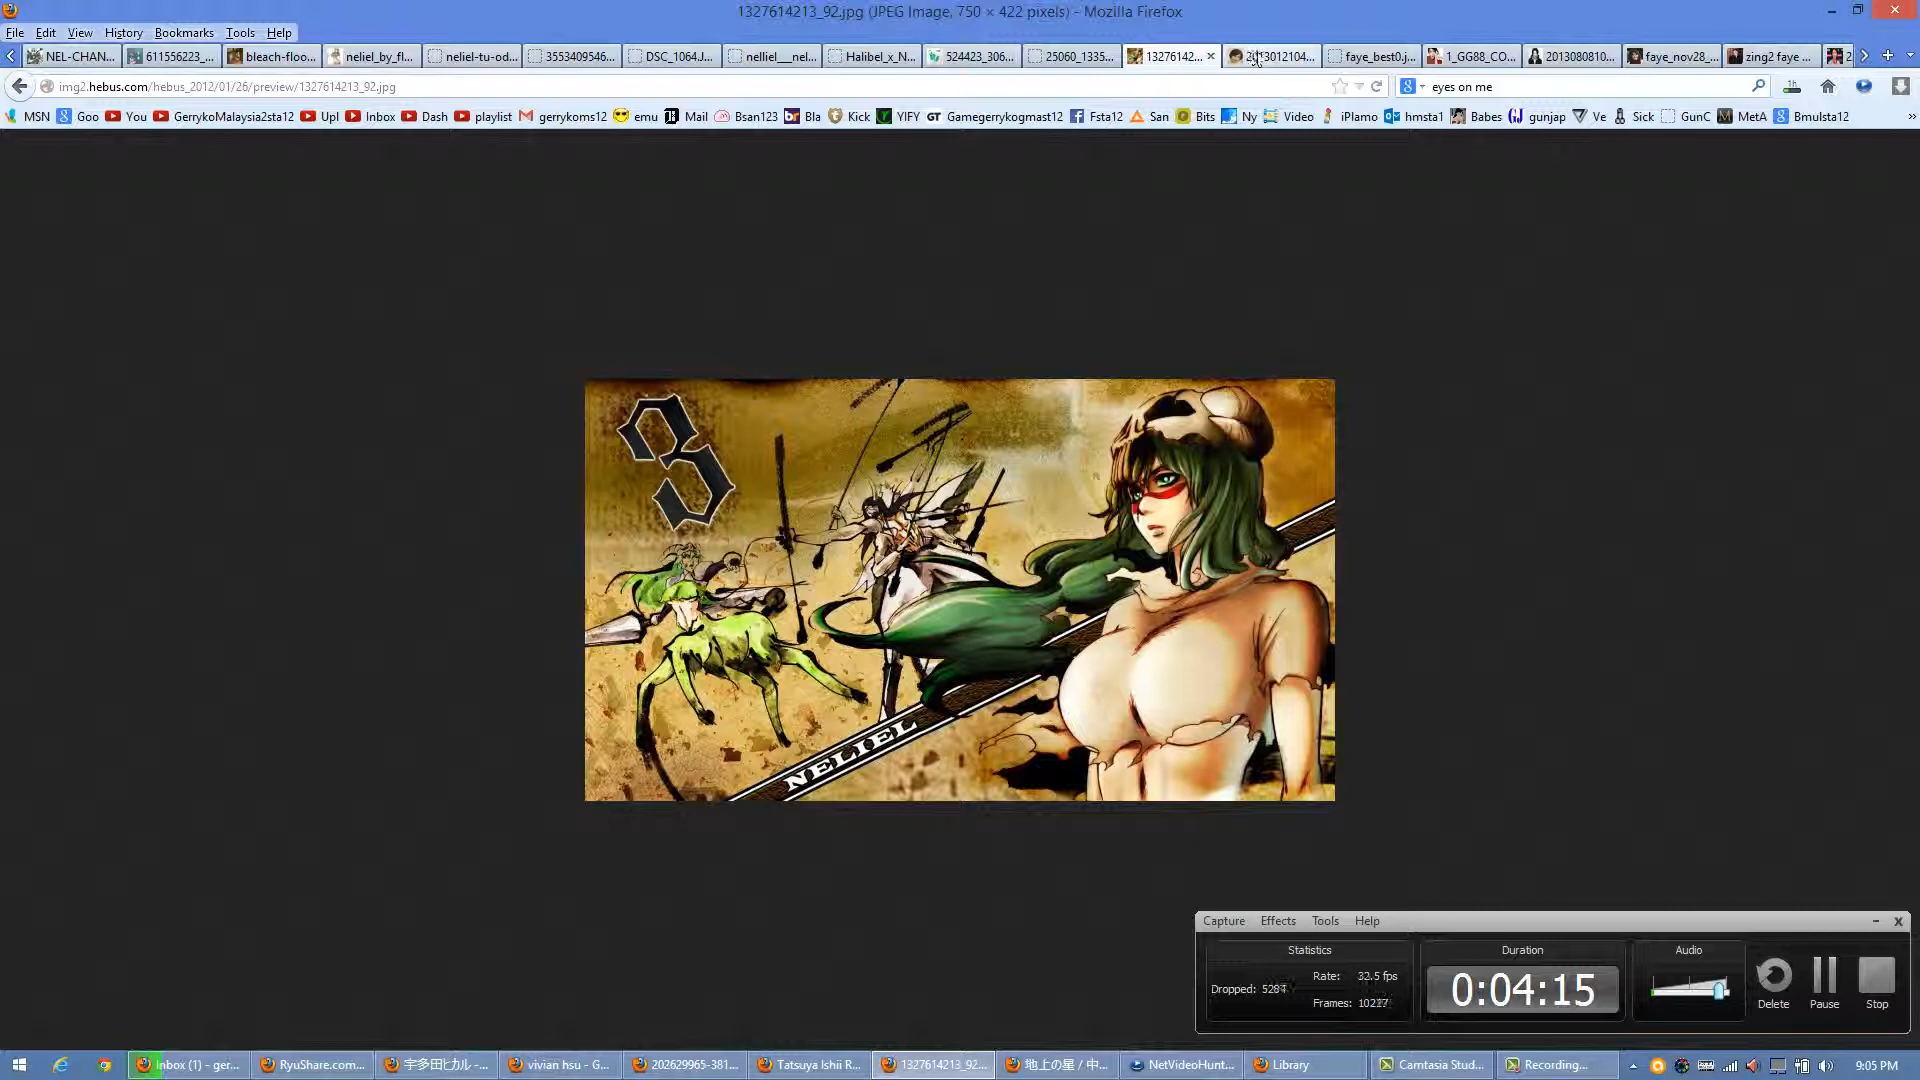 1327614213_92.jpg (JPEG Image, 750 × 422 pixels) - Mozilla Firefox
File Edit View History Bookmarks Tools Help
NEL-CHAN... 611556223_... bleach-floo... neliel_by_fl... neliel-tu-od... 3553409546... DSC_1064.J... nelliel___nel... Halibel_x_N... 524423_306... 25060_1335... 13276142... faye_best0.j... 1_GG88_CO... 2013080810... faye_nov28_... zing2 faye ... 2
img2.hebus.com/hebus_2012/01/26/preview/1327614213_92.jpg eyes on me
MSN Goo You GerrykoMalaysia2sta12 Upl Inbox Dash playlist gerrykoms12 emu Mail Bsan123 Bla Kick YIFY Gamegerrykogmast12 Fsta12 San Bits Ny Video iPlamo hmsta1 Babes gunjap Ve Sick GunC MetA Bmulsta12
3
NELIEL
Capture Effects Tools Help
Statistics Duration Audio
Rate: 32.5 fps
Dropped: 0:04:15
Frames: Delete Pause Stop
Inbox (1) - ger... RyuShare.com... 宇多田ヒカル -... vivian hsu - G... 202629965-381... Tatsuya Ishii R... 1327614213_92... 地上の星 / 中... NetVideoHunt... Library Camtasia Stud... Recording... 9:05 PM